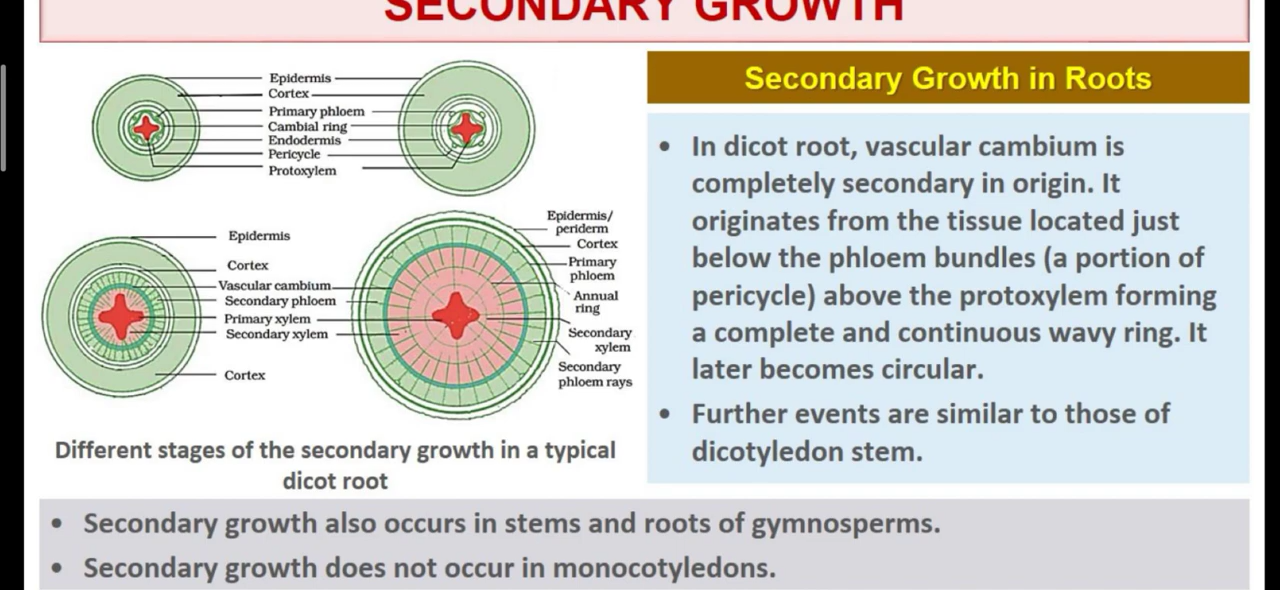 SECONDARY GROWTH
Epidermis
Cortex
Primary phloem
Cambial ring
Endodermis
Pericycle
Protoxylem
Epidermis
Cortex
Vascular cambium
Secondary phloem
Primary xylem
Secondary xylem
Cortex
Epidermis/
periderm
Cortex
Primary
phloem
Annual
ring
Secondary
xylem
Secondary
phloem rays
Different stages of the secondary growth in a typical
dicot root
Secondary Growth in Roots
• In dicot root, vascular cambium is
completely secondary in origin. It
originates from the tissue located just
below the phloem bundles (a portion of
pericycle) above the protoxylem forming
a complete and continuous wavy ring. It
later becomes circular.
• Further events are similar to those of
dicotyledon stem.
• Secondary growth also occurs in stems and roots of gymnosperms.
• Secondary growth does not occur in monocotyledons.